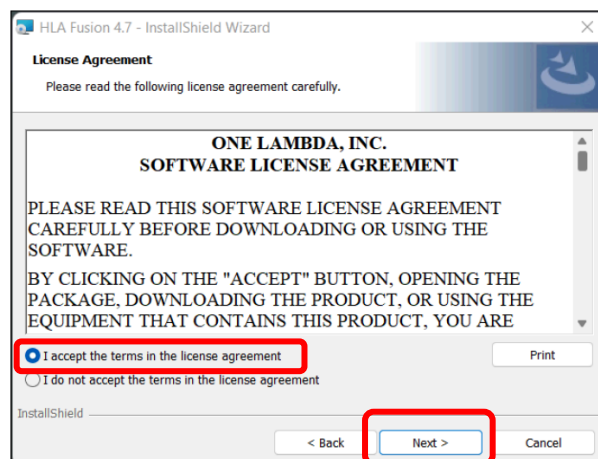 HLA Fusion 4.7 - InstallShield Wizard
License Agreement
Please read the following license agreement carefully.
ONE LAMBDA, INC.
SOFTWARE LICENSE AGREEMENT
PLEASE READ THIS SOFTWARE LICENSE AGREEMENT
CAREFULLY BEFORE DOWNLOADING OR USING THE
SOFTWARE.
BY CLICKING ON THE "ACCEPT" BUTTON, OPENING THE
PACKAGE, DOWNLOADING THE PRODUCT, OR USING THE
EQUIPMENT THAT CONTAINS THIS PRODUCT, YOU ARE
I accept the terms in the license agreement
Print
I do not accept the terms in the license agreement
InstallShield
< Back Next > Cancel